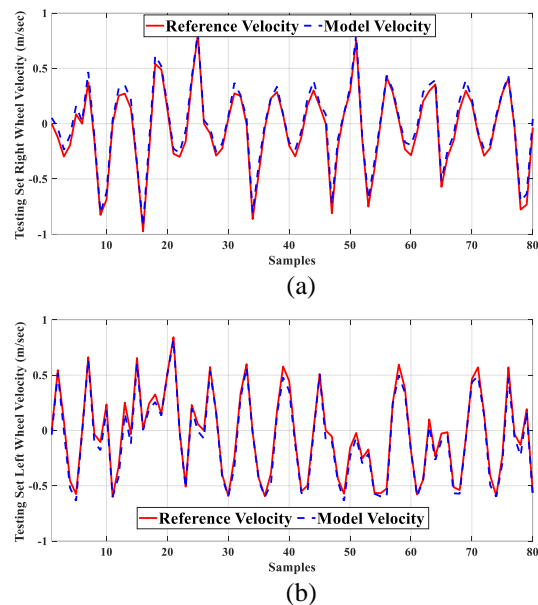 Reference Velocity Model Velocity
Testing Set Right Wheel Velocity (m/sec)
1
0.5
0
-0.5
-1
10 20 30 40 50 60 70 80
Samples
(a)
Testing Set Left Wheel Velocity (m/sec)
1
0.5
0
-0.5
-1
Reference Velocity Model Velocity
10 20 30 40 50 60 70 80
Samples
(b)